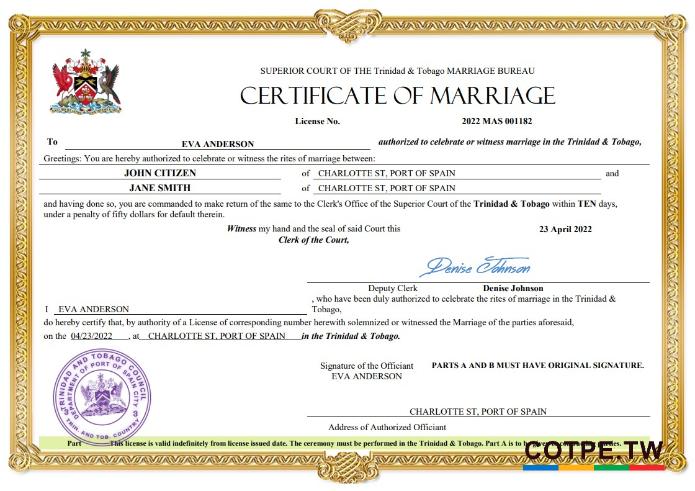 SUPERIOR COURT OF THE Trinidad & Tobago MARRIAGE BUREAU
CERTIFICATE OF MARRIAGE
License No. 2022 MAS 001182
To EVA ANDERSON authorized to celebrate or witness marriage in the Trinidad & Tobago,
Greetings: You are hereby authorized to celebrate or witness the rites of marriage between:
JOHN CITIZEN of CHARLOTTE ST, PORT OF SPAIN and
JANE SMITH of CHARLOTTE ST, PORT OF SPAIN
and having done so, you are commanded to make return of the same to the Clerk's Office of the Superior Court of the Trinidad & Tobago within TEN days,
under a penalty of fifty dollars for default therein.
Witness my hand and the seal of said Court this 23 April 2022
Clerk of the Court,
Denise Johnson
Deputy Clerk Denise Johnson
I EVA ANDERSON , who have been duly authorized to celebrate the rites of marriage in the Trinidad &
Tobago,
do hereby certify that, by authority of a License of corresponding number herewith solemnized or witnessed the Marriage of the parties aforesaid,
on the 04/23/2022 , at CHARLOTTE ST, PORT OF SPAIN in the Trinidad & Tobago.
TRINIDAD AND TOBAGO COUNCIL
DEPARTMENT OF PORT OF SPAIN CITY
TRIN. AND TOB. COUNTRY
Signature of the Officiant PARTS A AND B MUST HAVE ORIGINAL SIGNATURE.
EVA ANDERSON
CHARLOTTE ST, PORT OF SPAIN
Address of Authorized Officiant
Part This license is valid indefinitely from license issued date. The ceremony must be performed in the Trinidad & Tobago. Part A is to be parties.
COTPE.TW